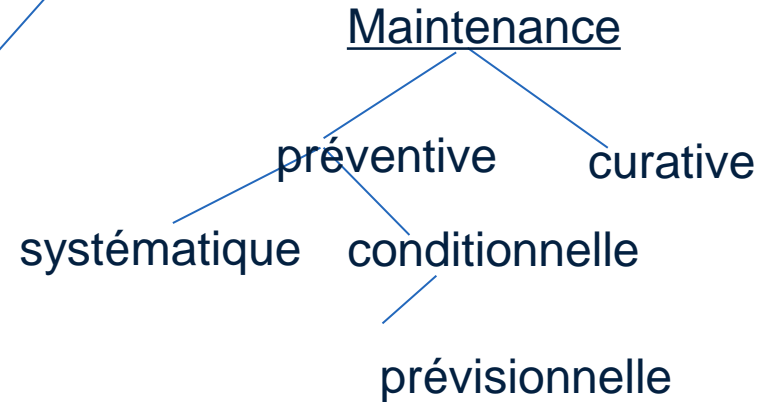 Maintenance
préventive curative
systématique conditionnelle
prévisionnelle